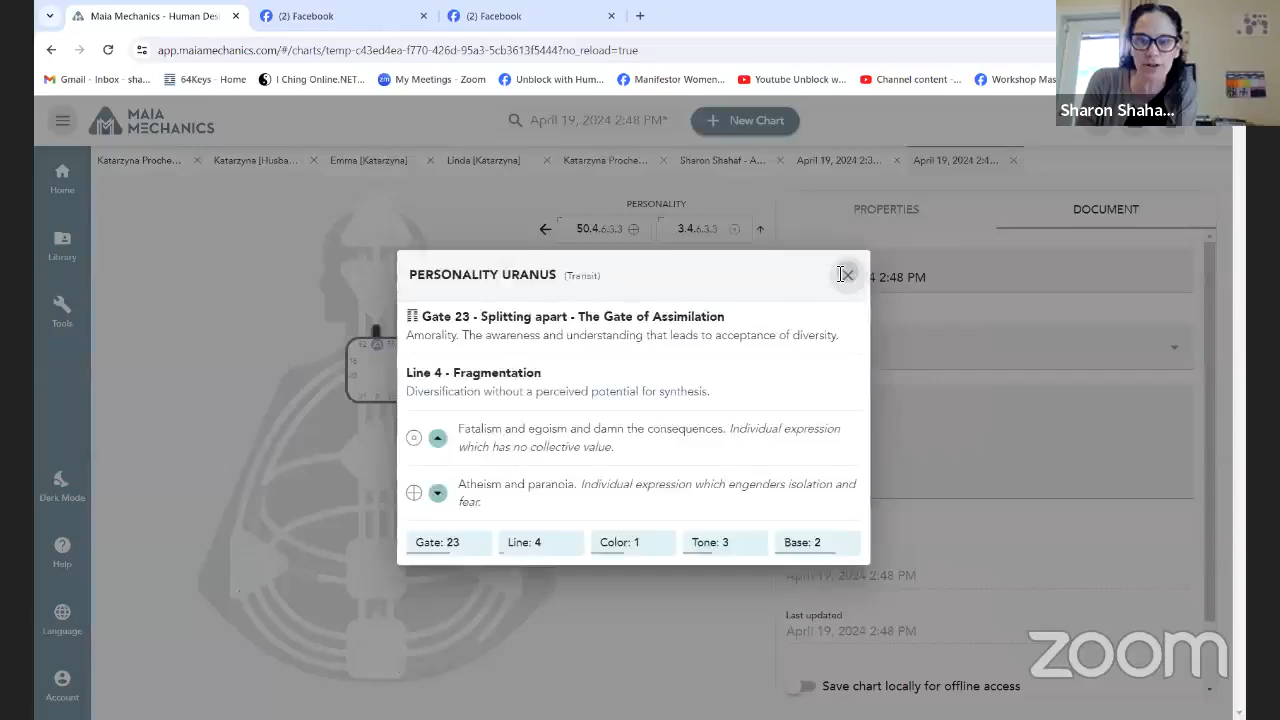 Maia Mechanics - Human Des
(2) Facebook
(2) Facebook
app.maiamechanics.com/#/charts/temp-c43ed4ea-f770-426d-95a3-5cb3613f5444?no_reload=true
Gmail - Inbox - sha...
64Keys - Home
I Ching Online.NET...
My Meetings - Zoom
Unblock with Hum...
Manifestor Women...
Youtube Unblock w...
Channel content -...
Workshop Mas
Sharon Shaha...
MAIA
MECHANICS
April 19, 2024 2:48 PM*
New Chart
Katarzyna Proche...
Katarzyna [Husba...
Emma [Katarzyna]
Linda [Katarzyna]
Katarzyna Proche...
Sharon Shahaf - A...
April 19, 2024 2:3...
April 19, 2024 2:4...
Home
Library
Tools
Dark Mode
Help
Language
Account
PERSONALITY
50.4.6.3.3
3.4.6.3.3
PROPERTIES
DOCUMENT
4 2:48 PM
PERSONALITY URANUS (Transit)
Gate 23 - Splitting apart - The Gate of Assimilation
Amorality. The awareness and understanding that leads to acceptance of diversity.
Line 4 - Fragmentation
Diversification without a perceived potential for synthesis.
Fatalism and egoism and damn the consequences. Individual expression
which has no collective value.
Atheism and paranoia. Individual expression which engenders isolation and
fear.
Gate: 23
Line: 4
Color: 1
Tone: 3
Base: 2
April 19, 2024 2:48 PM
Last updated
April 19, 2024 2:48 PM
Save chart locally for offline access
zoom